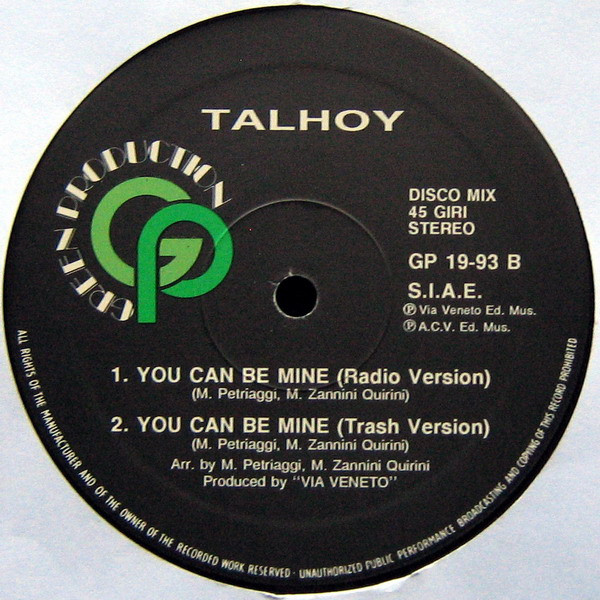 TALHOY
GREEN PRODUCTION
GP
DISCO MIX
45 GIRI
STEREO
GP 19-93 B
S.I.A.E.
Ⓟ Via Veneto Ed. Mus.
Ⓟ A.C.V. Ed. Mus.
1. YOU CAN BE MINE (Radio Version)
(M. Petriaggi, M. Zannini Quirini)
2. YOU CAN BE MINE (Trash Version)
(M. Petriaggi, M. Zannini Quirini)
Arr. by M. Petriaggi, M. Zannini Quirini
Produced by "VIA VENETO"
ALL RIGHTS OF THE MANUFACTURER AND OF THE OWNER OF THE RECORDED WORK RESERVED · UNAUTHORIZED PUBLIC PERFORMANCE BROADCASTING AND COPYING OF THIS RECORD PROHIBITED